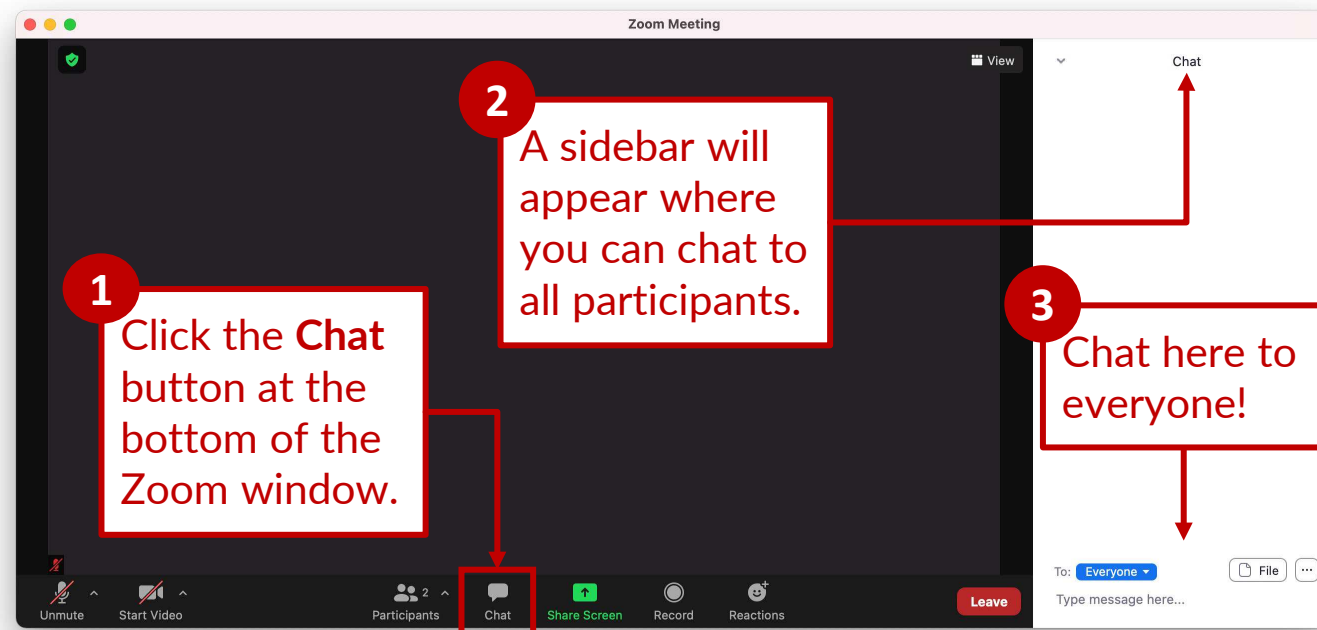 Zoom Meeting
View
Chat
2
A sidebar will
appear where
you can chat to
all participants.
1
Click the Chat
button at the
bottom of the
Zoom window.
3
Chat here to
everyone!
To: Everyone
File
Type message here...
Unmute
Start Video
2
Participants
Chat
Share Screen
Record
Reactions
Leave